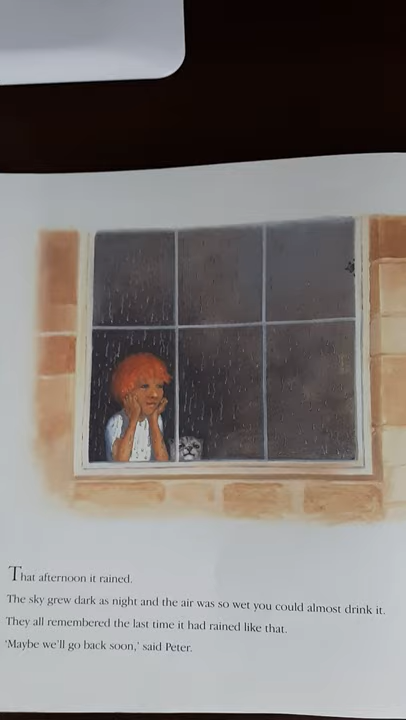 That afternoon it rained.
The sky grew dark as night and the air was so wet you could almost drink it.
They all remembered the last time it had rained like that.
'Maybe we'll go back soon,' said Peter.